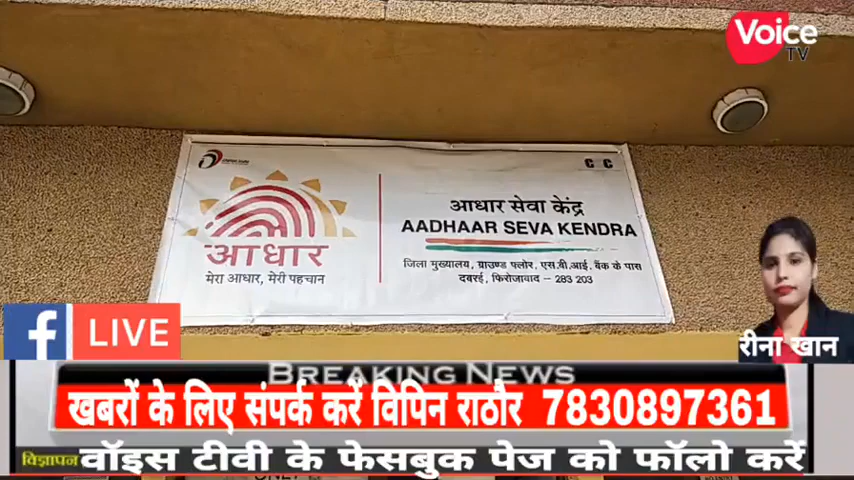 Voice
TV
आधार सेवा केंद्र
AADHAAR SEVA KENDRA
आधार
मेरा आधार, मेरी पहचान
जिला मुख्यालय, ग्राउण्ड फ्लोर, एस.बी.आई. बैंक के पास
दबरई, फिरोजावाद - 283 203
f LIVE
रीना खान
BREAKING NEWS
खबरों के लिए संपर्क करें विपिन राठौर 7830897361
विज्ञापन वॉइस टीवी के फेसबुक पेज को फॉलो करें